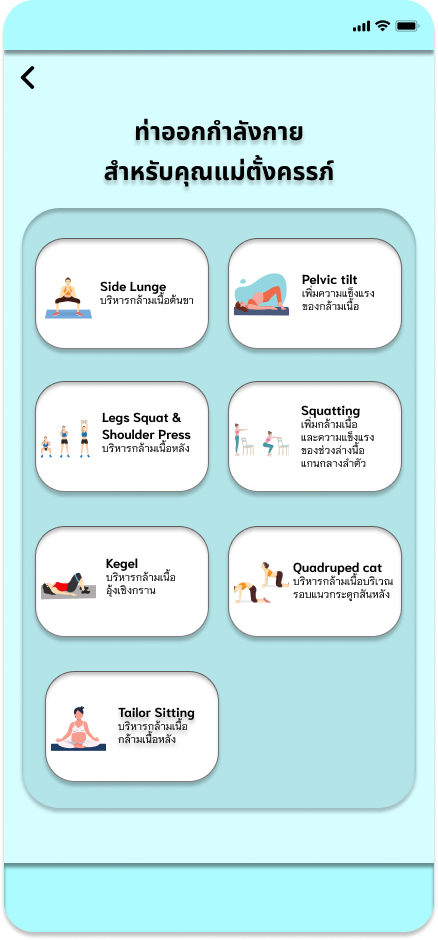 ท่าออกกำลังกาย
สำหรับคุณแม่ตั้งครรภ์
Side Lunge
บริหารกล้ามเนื้อต้นขา
Pelvic tilt
เพิ่มความแข็งแรง
ของกล้ามเนื้อ
Legs Squat &
Shoulder Press
บริหารกล้ามเนื้อหลัง
Squatting
เพิ่มกล้ามเนื้อ
และความแข็งแรง
ของช่วงล่างนื้อ
แกนกลางลำตัว
Kegel
บริหารกล้ามเนื้อ
อุ้งเชิงกราน
Quadruped cat
บริหารกล้ามเนื้อบริเวณ
รอบแนวกระดูกสันหลัง
Tailor Sitting
บริหารกล้ามเนื้อ
กล้ามเนื้อหลัง